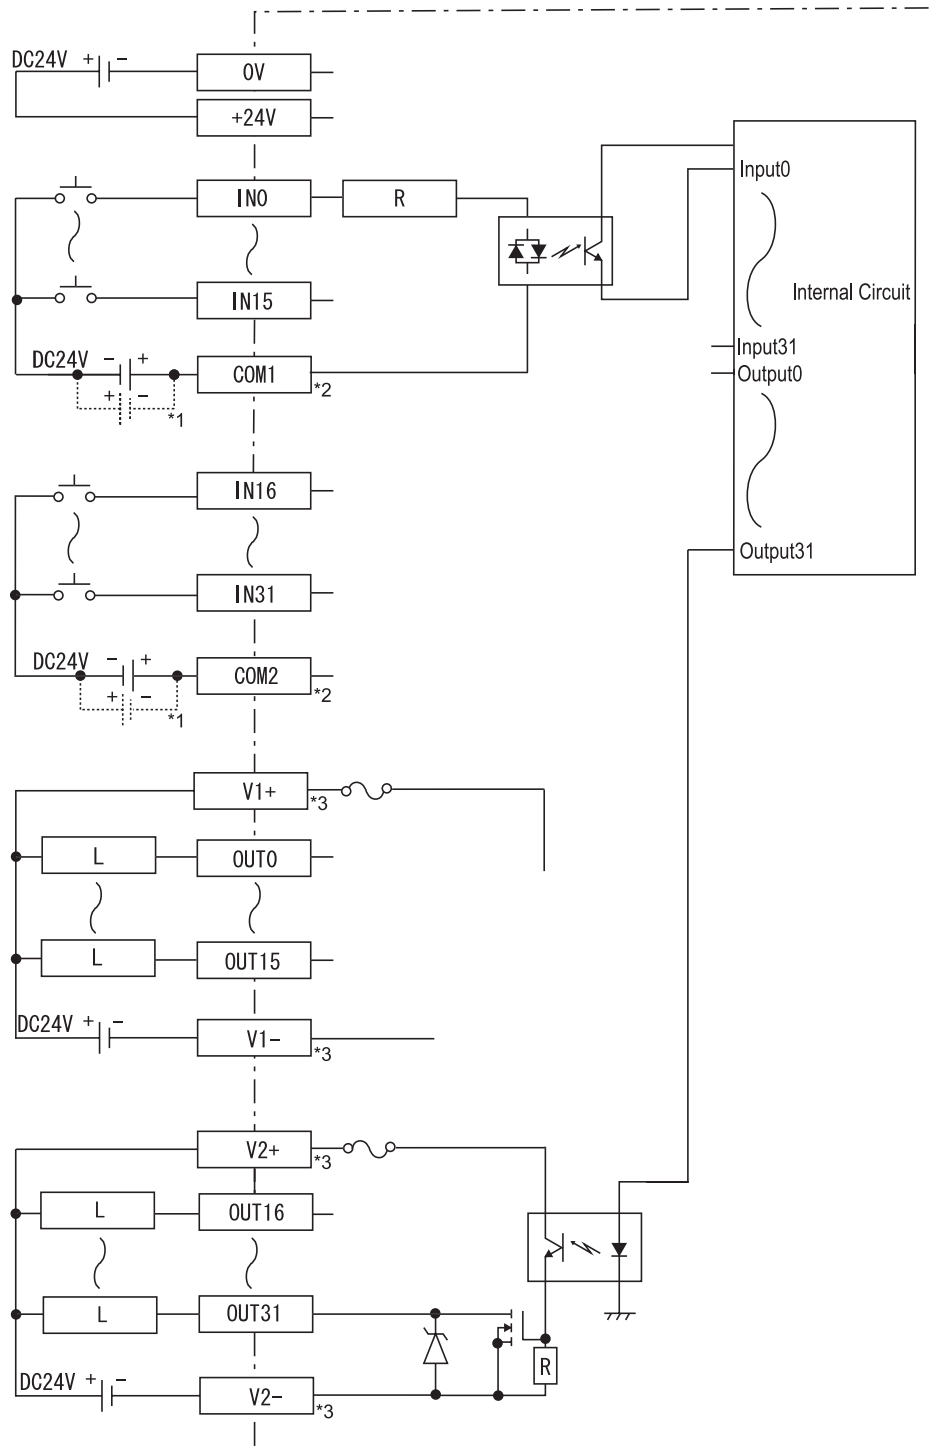 DC24V + - 0V
+24V
IN0 R
Input0
IN15
Internal Circuit
DC24V - + COM1 *2
+ - *1
Input31
Output0
IN16
Output31
IN31
DC24V - + COM2 *2
+ - *1
V1+ *3
L OUT0
L OUT15
DC24V + - V1- *3
V2+ *3
L OUT16
L OUT31
R
DC24V + - V2- *3